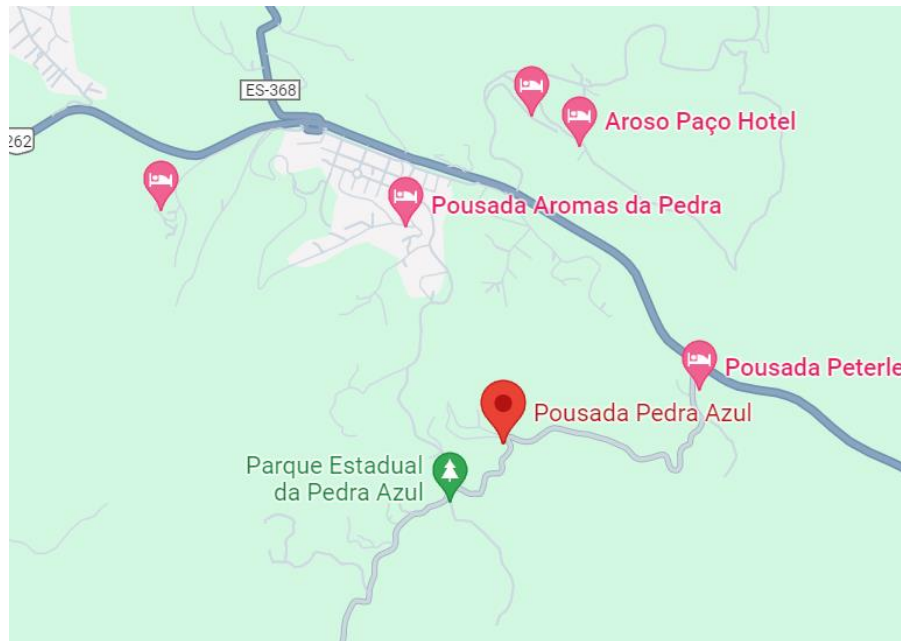 ES-368
Aroso Paço Hotel
262
Pousada Aromas da Pedra
Pousada Peterle
Pousada Pedra Azul
Parque Estadual
da Pedra Azul